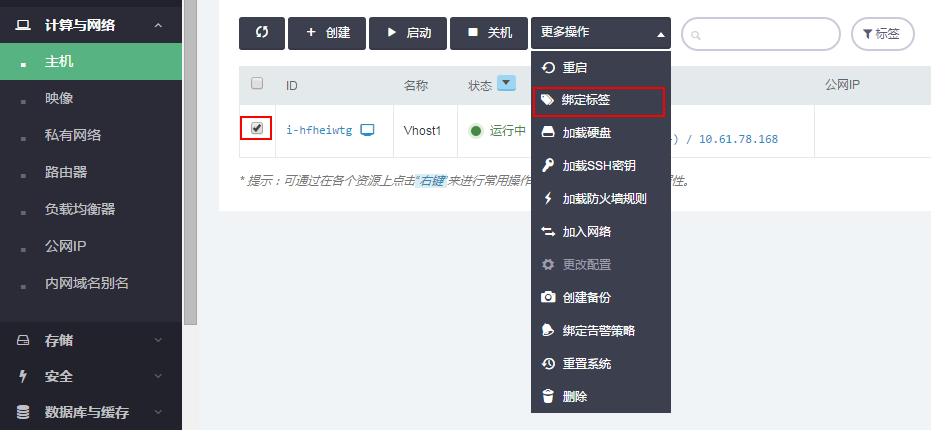 计算与网络
主机
映像
私有网络
路由器
负载均衡器
公网IP
内网域名别名
存储
安全
数据库与缓存
创建
启动
关机
更多操作
标签
ID
名称
状态
公网IP
i-hfheiwtg
Vhost1
运行中
) / 10.61.78.168
* 提示：可通过在各个资源上点击"右键"来进行常用操作
性。
重启
绑定标签
加载硬盘
加载SSH密钥
加载防火墙规则
加入网络
更改配置
创建备份
绑定告警策略
重置系统
删除